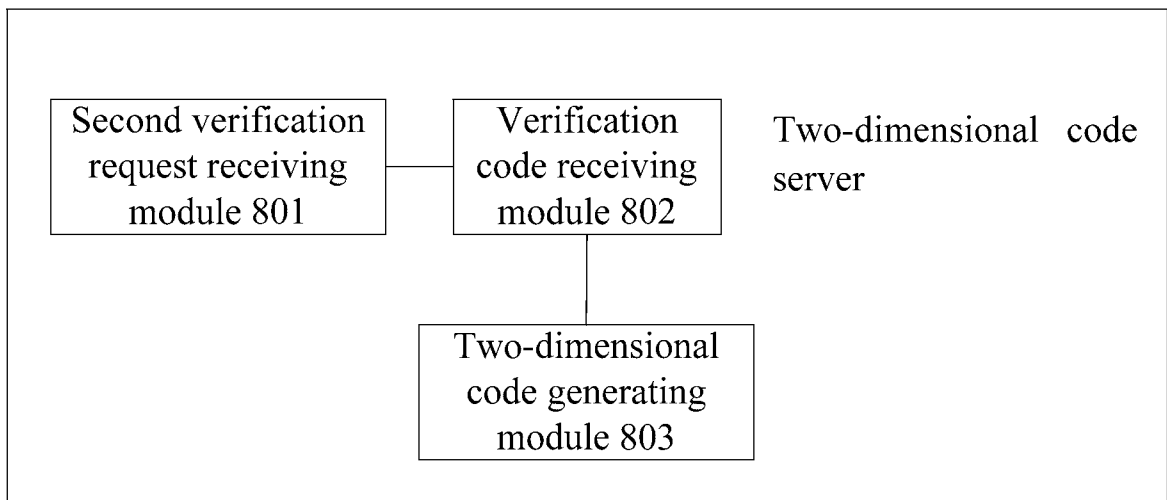 Second verification
request receiving
module 801
Verification
code receiving
module 802
Two-dimensional code
server
Two-dimensional
code generating
module 803